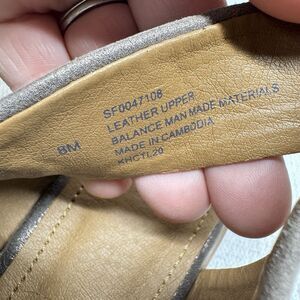 8M
SF0047108
LEATHER UPPER
BALANCE MAN MADE MATERIALS
MADE IN CAMBODIA
KHCTL20